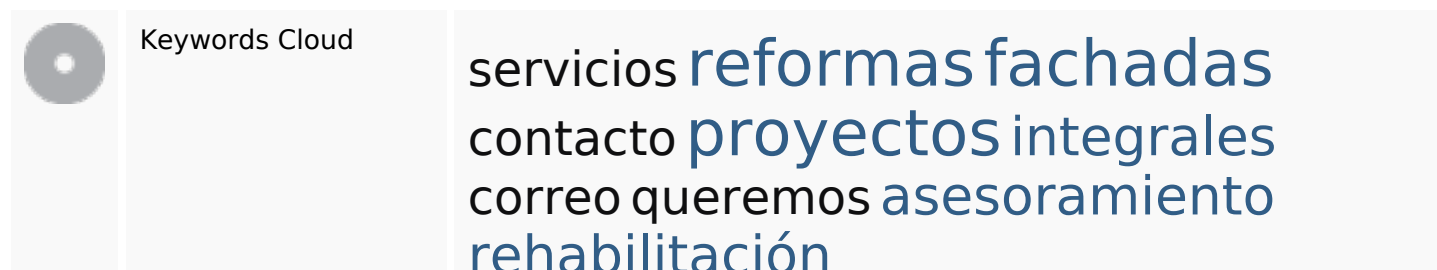 Keywords Cloud
servicios reformas fachadas
contacto proyectos integrales
correo queremos asesoramiento
rehabilitación